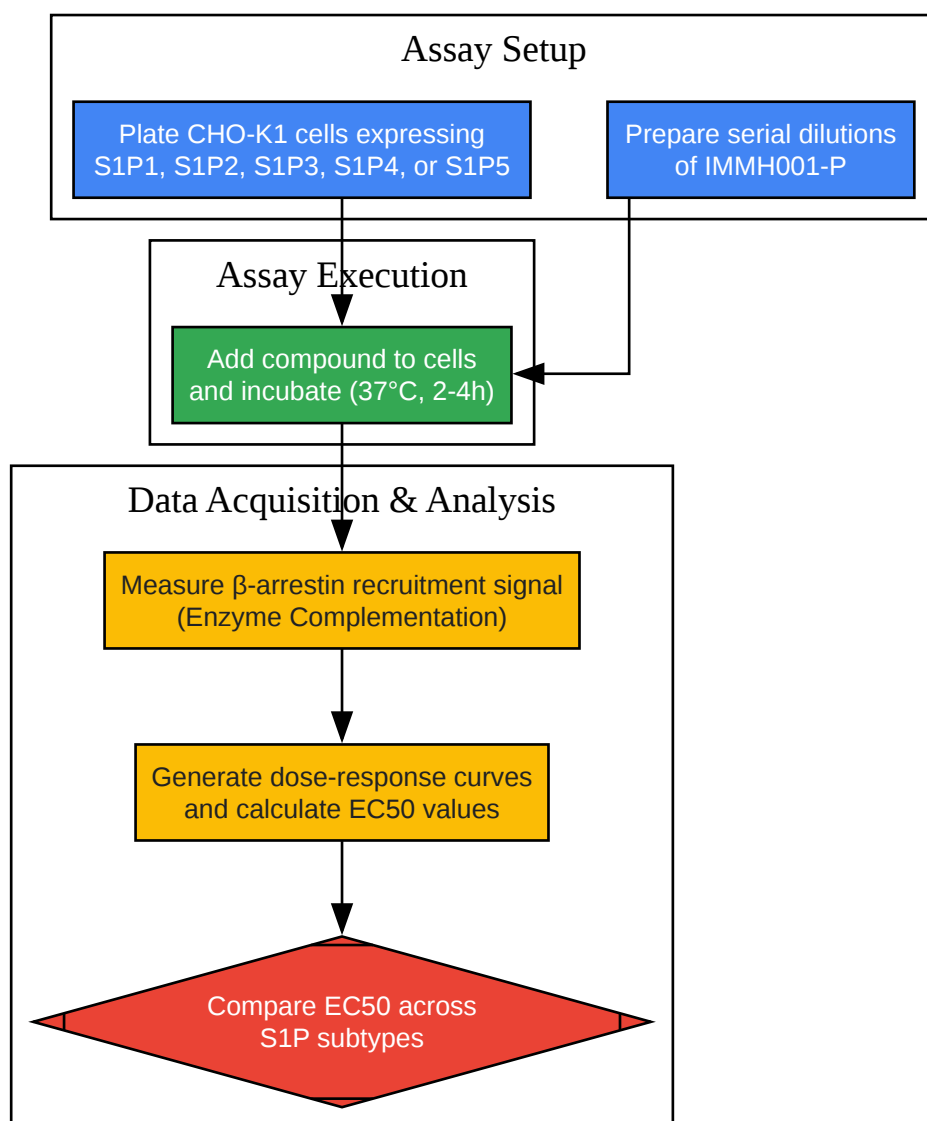 Assay Setup
Plate CHO-K1 cells expressing
S1P1, S1P2, S1P3, S1P4, or S1P5
Prepare serial dilutions
of IMMH001-P
Assay Execution
Add compound to cells
and incubate (37°C, 2-4h)
Data Acquisition & Analysis
Measure β-arrestin recruitment signal
(Enzyme Complementation)
Generate dose-response curves
and calculate EC50 values
Compare EC50 across
S1P subtypes